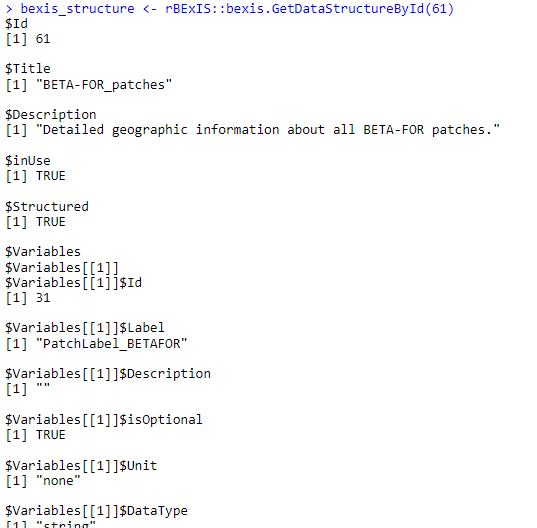 > bexis_structure <- rBExIS::bexis.GetDataStructureById(61)
$Id
[1] 61
$Title
[1] "BETA-FOR_patches"
$Description
[1] "Detailed geographic information about all BETA-FOR patches."
$inUse
[1] TRUE
$Structured
[1] TRUE
$Variables
$Variables[[1]]
$Variables[[1]]$Id
[1] 31
$Variables[[1]]$Label
[1] "PatchLabel_BETAFOR"
$Variables[[1]]$Description
[1] ""
$Variables[[1]]$isOptional
[1] TRUE
$Variables[[1]]$Unit
[1] "none"
$Variables[[1]]$DataType
[1] "string"